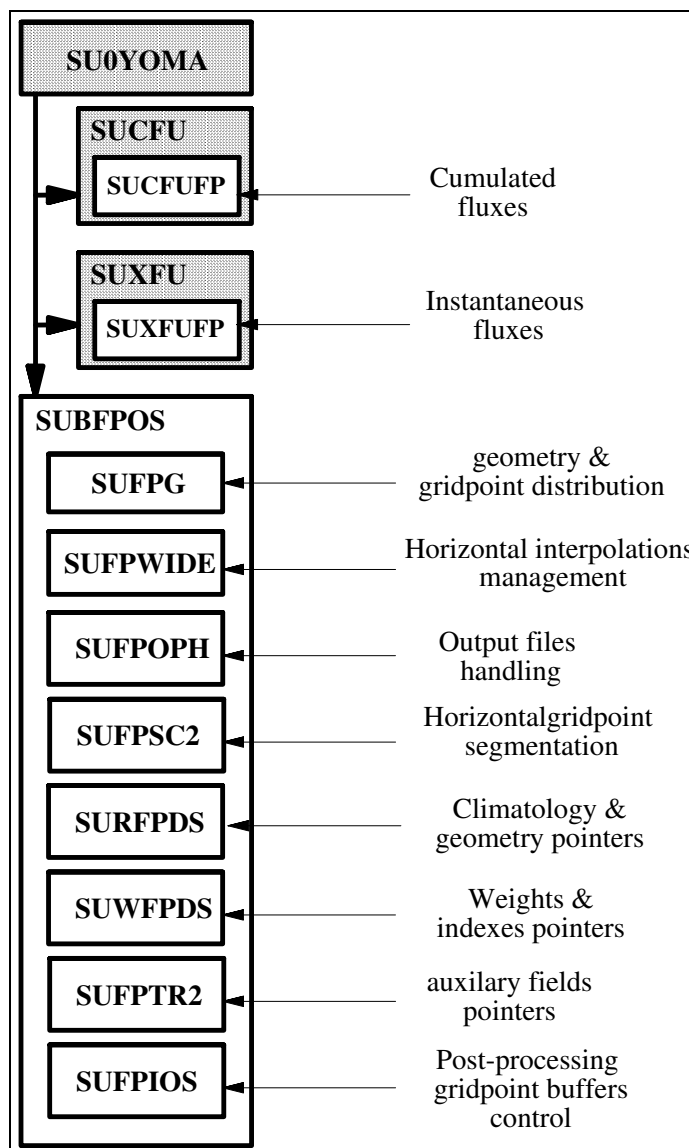 SU0YOMA
SUCFU
SUCFUFP
Cumulated
fluxes
SUXFU
SUXFUFP
Instantaneous
fluxes
SUBFPOS
SUFPG
geometry &
gridpoint distribution
SUFPWIDE
Horizontal interpolations
management
SUFPOPH
Output files
handling
SUFPSC2
Horizontalgridpoint
segmentation
SURFPDS
Climatology &
geometry pointers
SUWFPDS
Weights &
indexes pointers
SUFPTR2
auxilary fields
pointers
SUFPIOS
Post-processing
gridpoint buffers
control